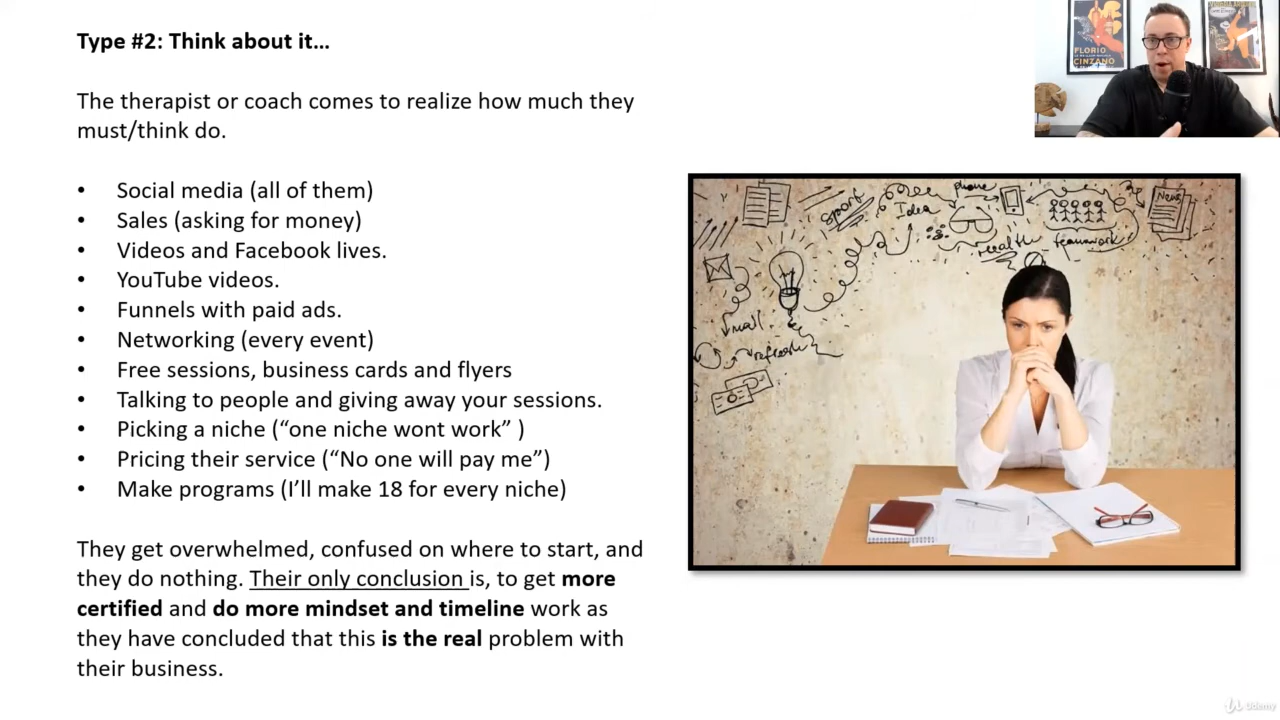 Type #2: Think about it...
The therapist or coach comes to realize how much they
must/think do.
• Social media (all of them)
• Sales (asking for money)
• Videos and Facebook lives.
• YouTube videos.
• Funnels with paid ads.
• Networking (every event)
• Free sessions, business cards and flyers
• Talking to people and giving away your sessions.
• Picking a niche (“one niche wont work” )
• Pricing their service (“No one will pay me”)
• Make programs (I’ll make 18 for every niche)
They get overwhelmed, confused on where to start, and
they do nothing. Their only conclusion is, to get more
certified and do more mindset and timeline work as
they have concluded that this is the real problem with
their business.
FLORIO
CINZANO
phone
Idea
News
teamwork
refresh
Udemy